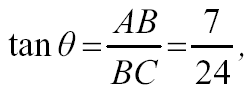 tan θ = AB/BC = 7/24,